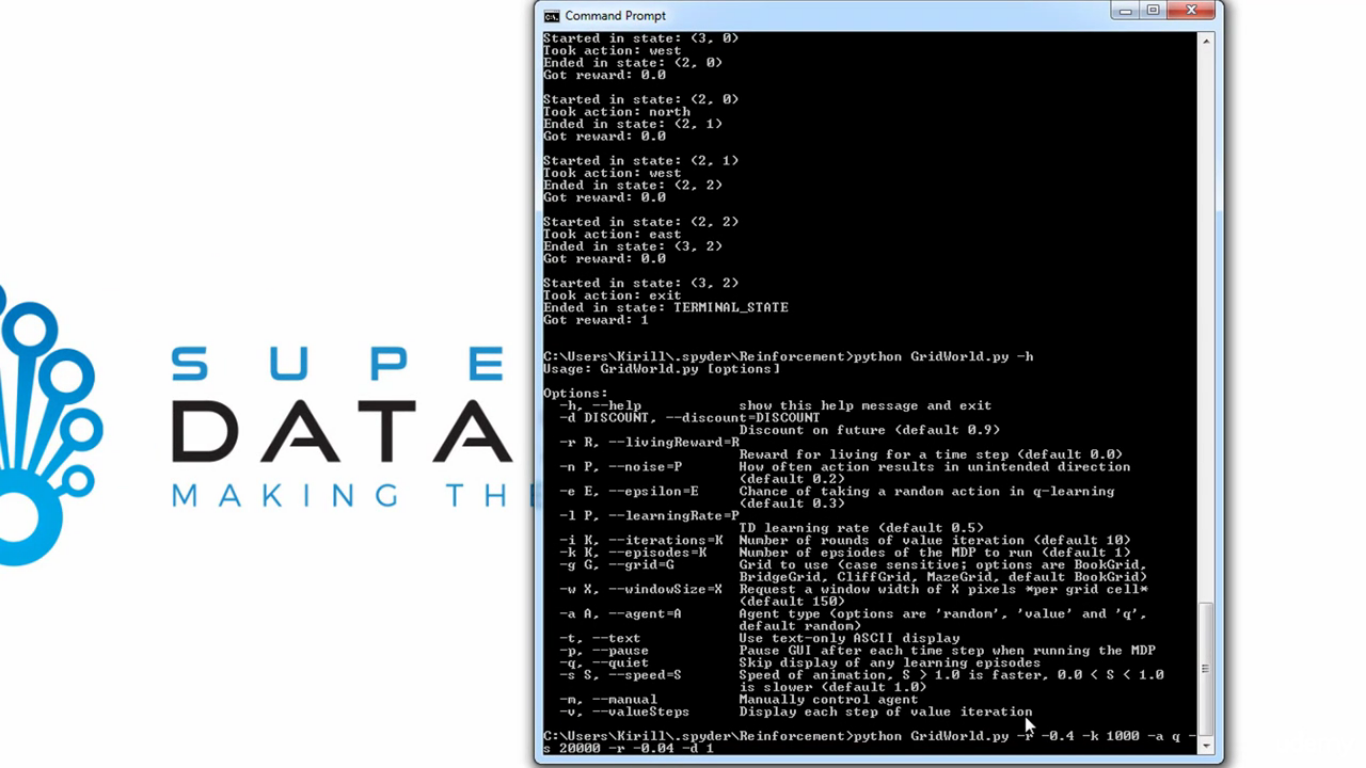 Command Prompt
Started in state: (3, 0)
Took action: west
Ended in state: (2, 0)
Got reward: 0.0
Started in state: (2, 0)
Took action: north
Ended in state: (2, 1)
Got reward: 0.0
Started in state: (2, 1)
Took action: west
Ended in state: (2, 2)
Got reward: 0.0
Started in state: (2, 2)
Took action: east
Ended in state: (3, 2)
Got reward: 0.0
Started in state: (3, 2)
Took action: exit
Ended in state: TERMINAL_STATE
Got reward: 1
C:\Users\Kirill\.spyder\Reinforcement>python GridWorld.py -h
Usage: GridWorld.py [options]
Options:
-h, --help show this help message and exit
-d DISCOUNT, --discount=DISCOUNT
Discount on future (default 0.9)
-r R, --livingReward=R
Reward for living for a time step (default 0.0)
-n P, --noise=P How often action results in unintended direction
(default 0.2)
-e E, --epsilon=E Chance of taking a random action in q-learning
(default 0.3)
-l P, --learningRate=P
TD learning rate (default 0.5)
-i K, --iterations=K Number of rounds of value iteration (default 10)
-k K, --episodes=K Number of epsiodes of the MDP to run (default 1)
-g G, --grid=G Grid to use (case sensitive; options are BookGrid,
BridgeGrid, CliffGrid, MazeGrid, default BookGrid)
-w X, --windowSize=X Request a window width of X pixels *per grid cell*
(default 150)
-a A, --agent=A Agent type (options are 'random', 'value' and 'q',
default random)
-t, --text Use text-only ASCII display
-p, --pause Pause GUI after each time step when running the MDP
-q, --quiet Skip display of any learning episodes
-s S, --speed=S Speed of animation, S > 1.0 is faster, 0.0 < S < 1.0
is slower (default 1.0)
-m, --manual Manually control agent
-v, --valueSteps Display each step of value iteration
C:\Users\Kirill\.spyder\Reinforcement>python GridWorld.py -r -0.4 -k 1000 -a q -
s 20000 -r -0.04 -d 1
SUPE
DATA
MAKING THE